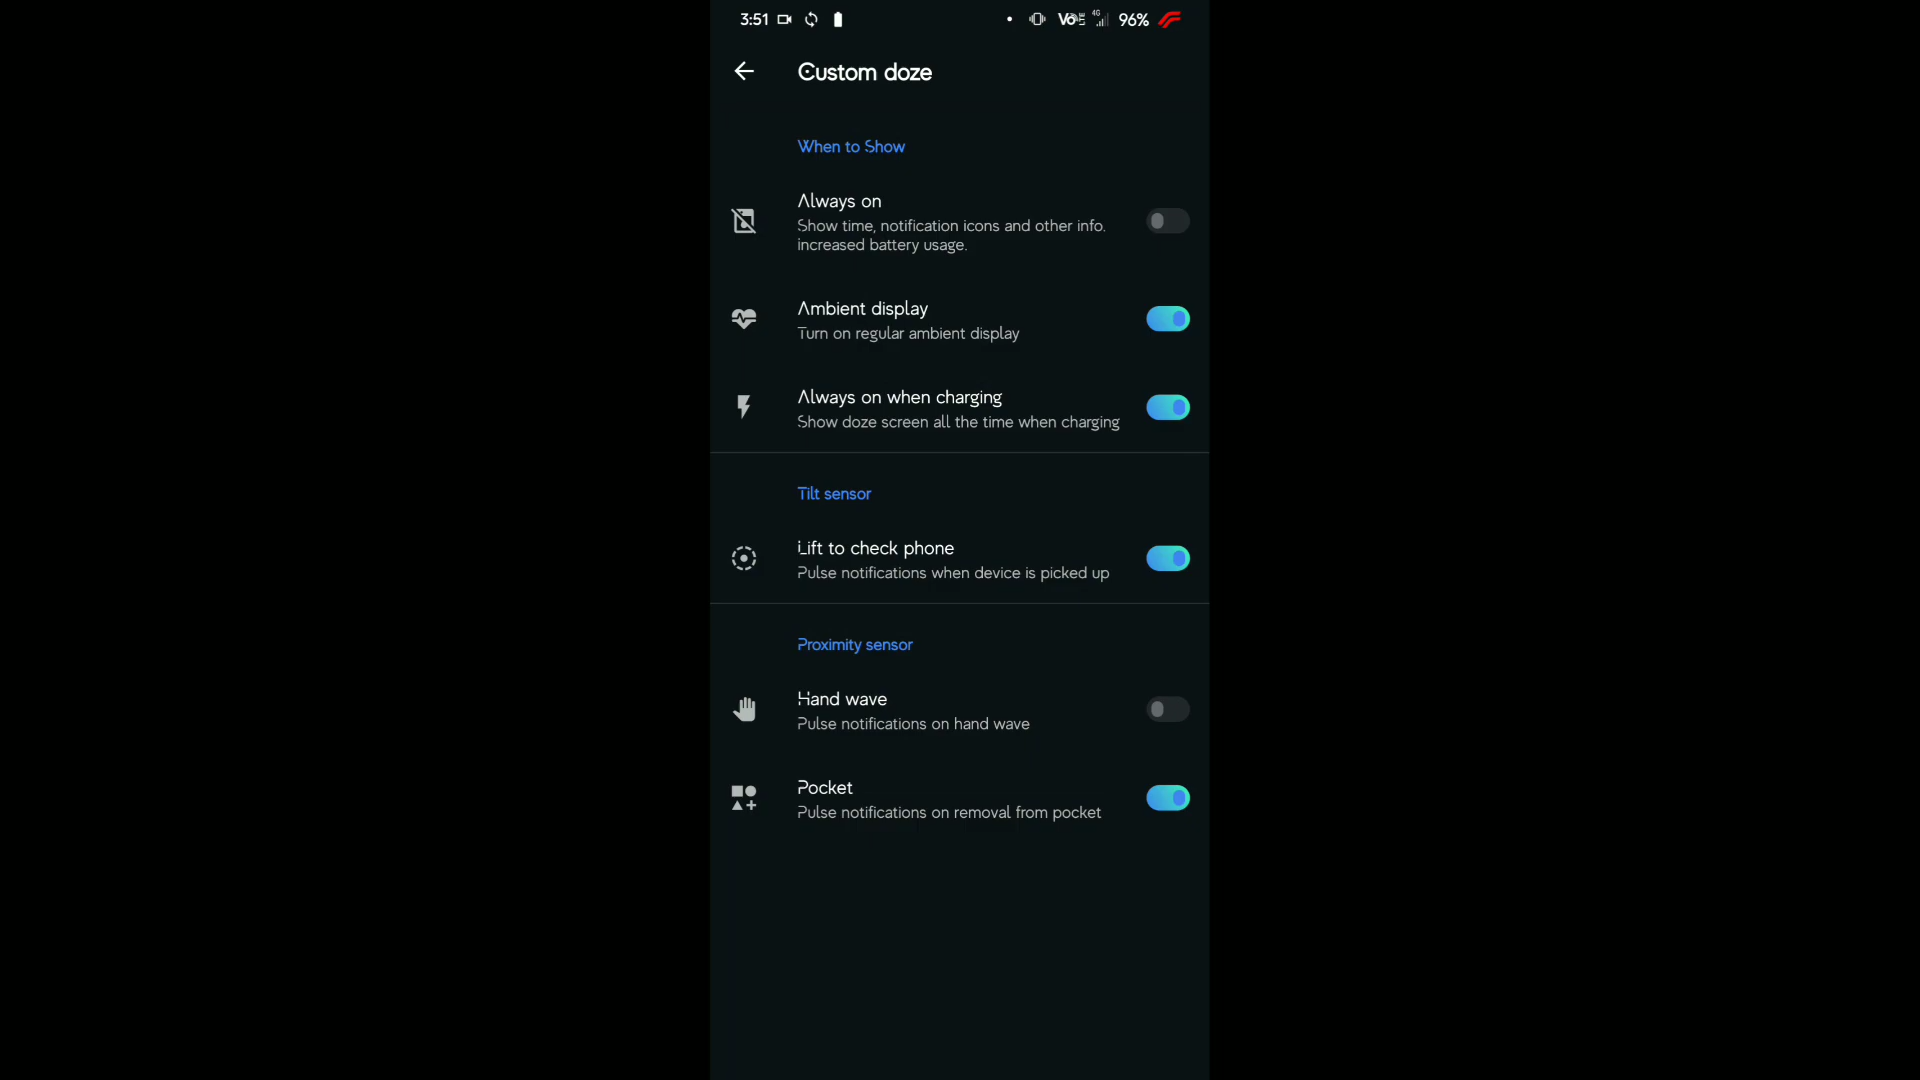 3:51
VoLTE 4G 96%
Custom doze
When to Show
Always on
Show time, notification icons and other info.
increased battery usage.
Ambient display
Turn on regular ambient display
Always on when charging
Show doze screen all the time when charging
Tilt sensor
Lift to check phone
Pulse notifications when device is picked up
Proximity sensor
Hand wave
Pulse notifications on hand wave
Pocket
Pulse notifications on removal from pocket